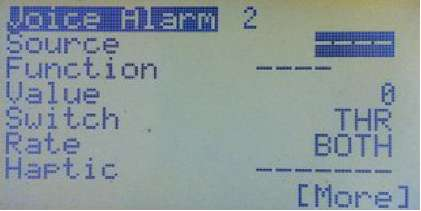 Voice Alarm 2
Source ---
Function ----
Value 0
Switch THR
Rate BOTH
Haptic ------
[More]